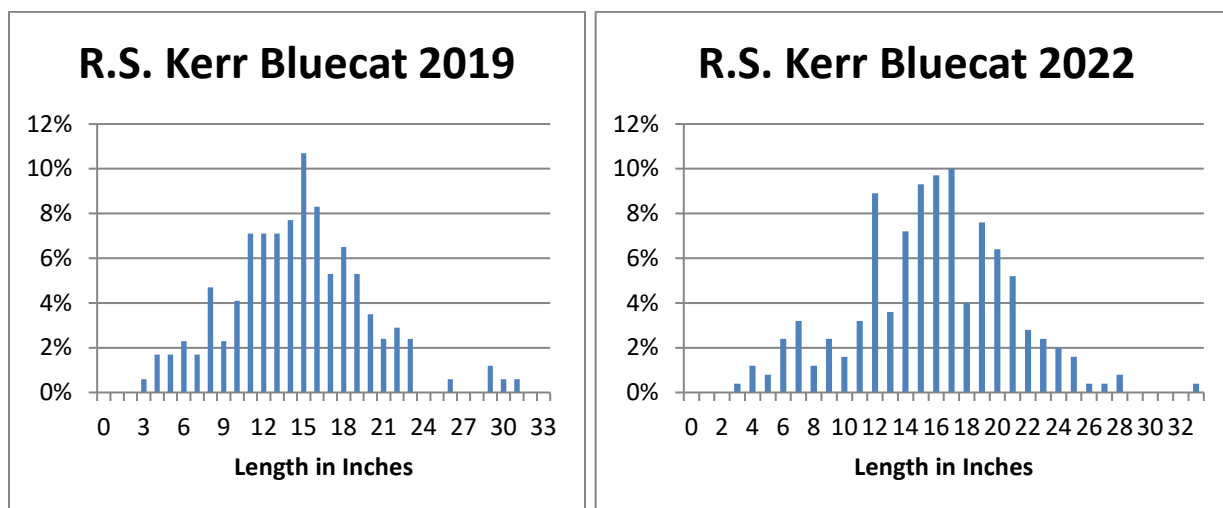 R.S. Kerr Bluecat 2019
12%
10%
8%
6%
4%
2%
0%
0 3 6 9 12 15 18 21 24 27 30 33
Length in Inches
R.S. Kerr Bluecat 2022
12%
10%
8%
6%
4%
2%
0%
0 2 4 6 8 10 12 14 16 18 20 22 24 26 28 30 32
Length in Inches